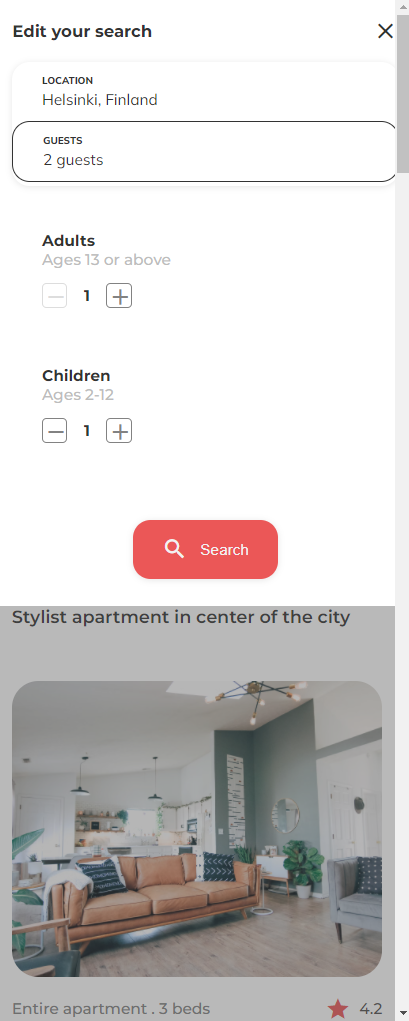 Edit your search
LOCATION
Helsinki, Finland
GUESTS
2 guests
Adults
Ages 13 or above
1
Children
Ages 2-12
1
Search
Stylist apartment in center of the city
Entire apartment . 3 beds 4.2